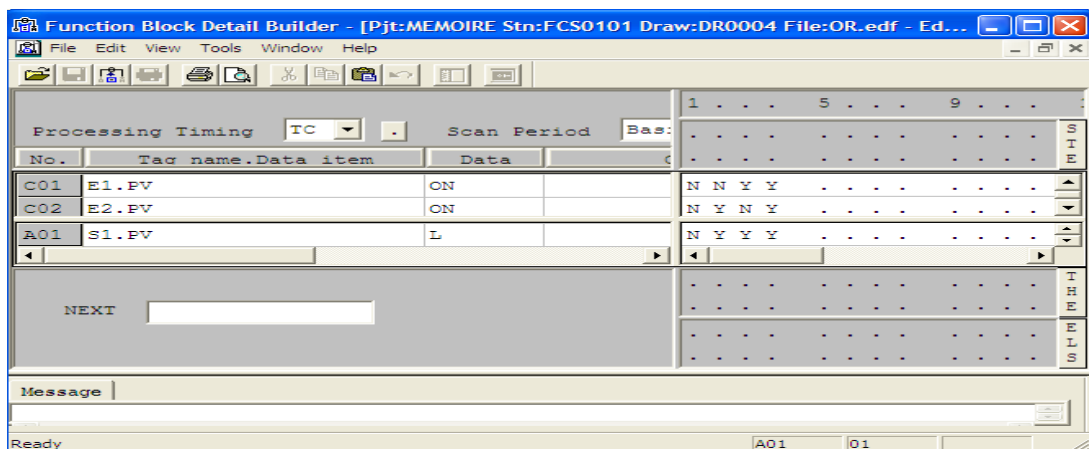 Function Block Detail Builder - [Pjt:MEMOIRE Stn:FCS0101 Draw:DR0004 File:OR.edf - Ed...
File Edit View Tools Window Help
1 . . . 5 . . . 9 . . .
Processing Timing TC . Scan Period Bas
. . . . . . . . . . . . STE
No. Tag name.Data item Data
C01 E1.PV ON N N Y Y . . . . . . . .
C02 E2.PV ON N Y N Y . . . . . . . .
A01 S1.PV L N Y Y Y . . . . . . . .
. . . . . . . . . . . . THE
NEXT . . . . . . . . . . . .
. . . . . . . . . . . . ELS
. . . . . . . . . . . .
Message
Ready A01 01